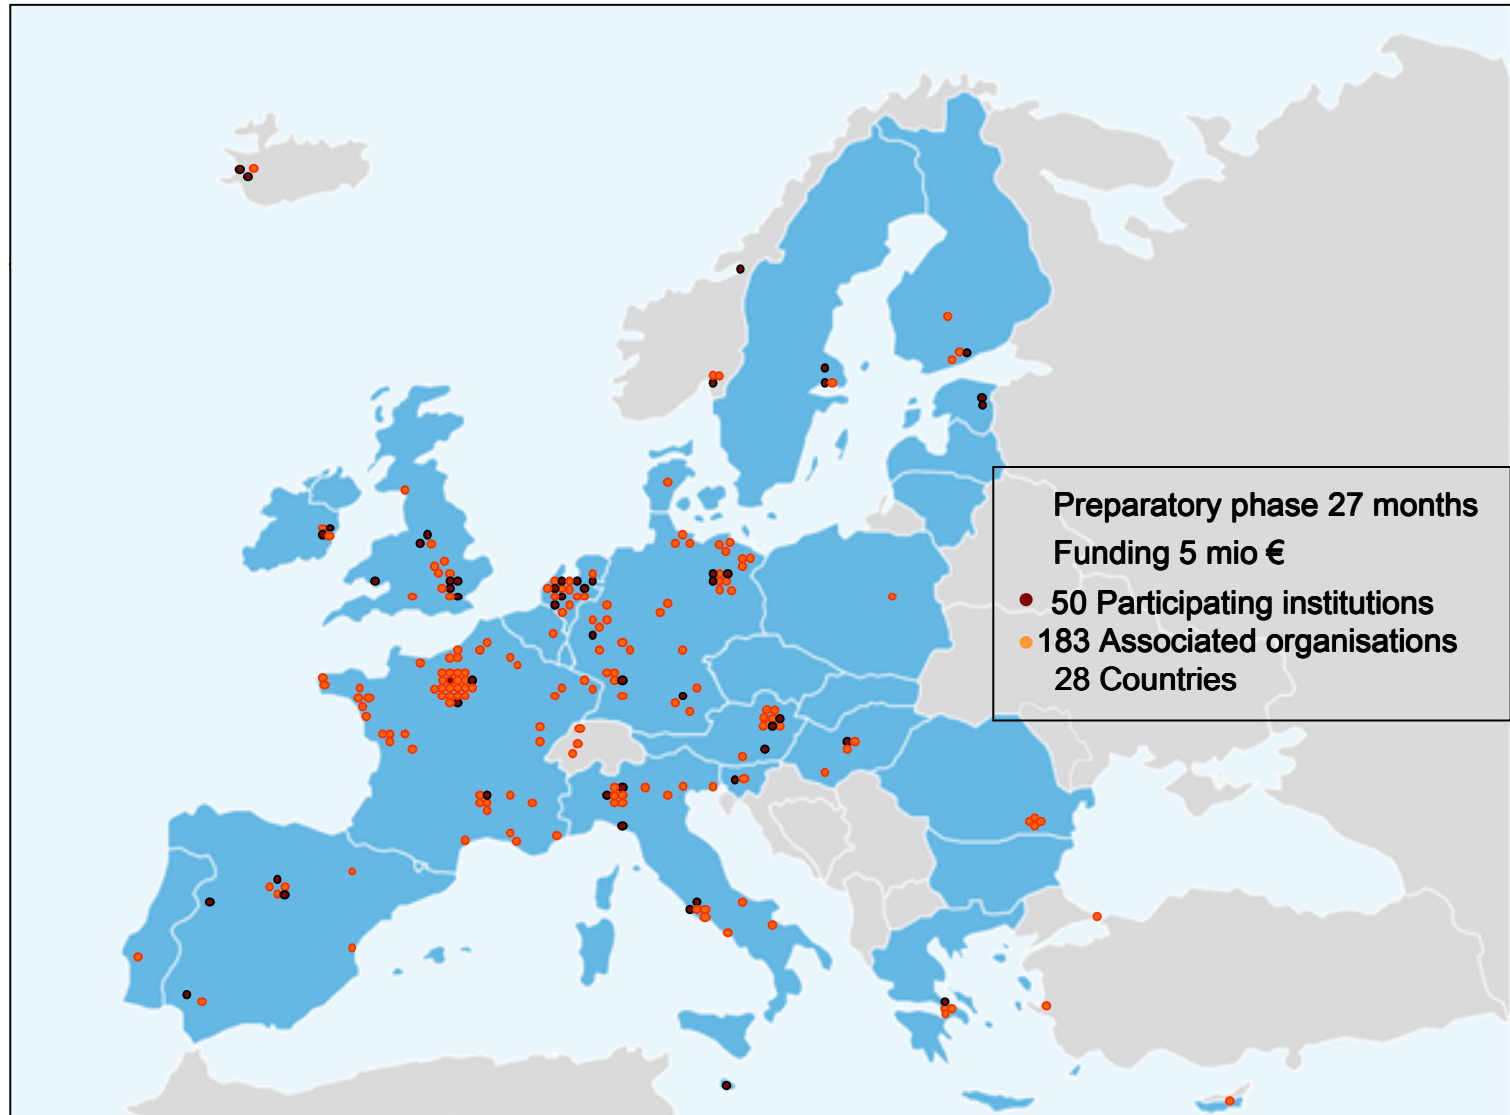 Preparatory phase 27 months
Funding 5 mio €
50 Participating institutions
183 Associated organisations
28 Countries